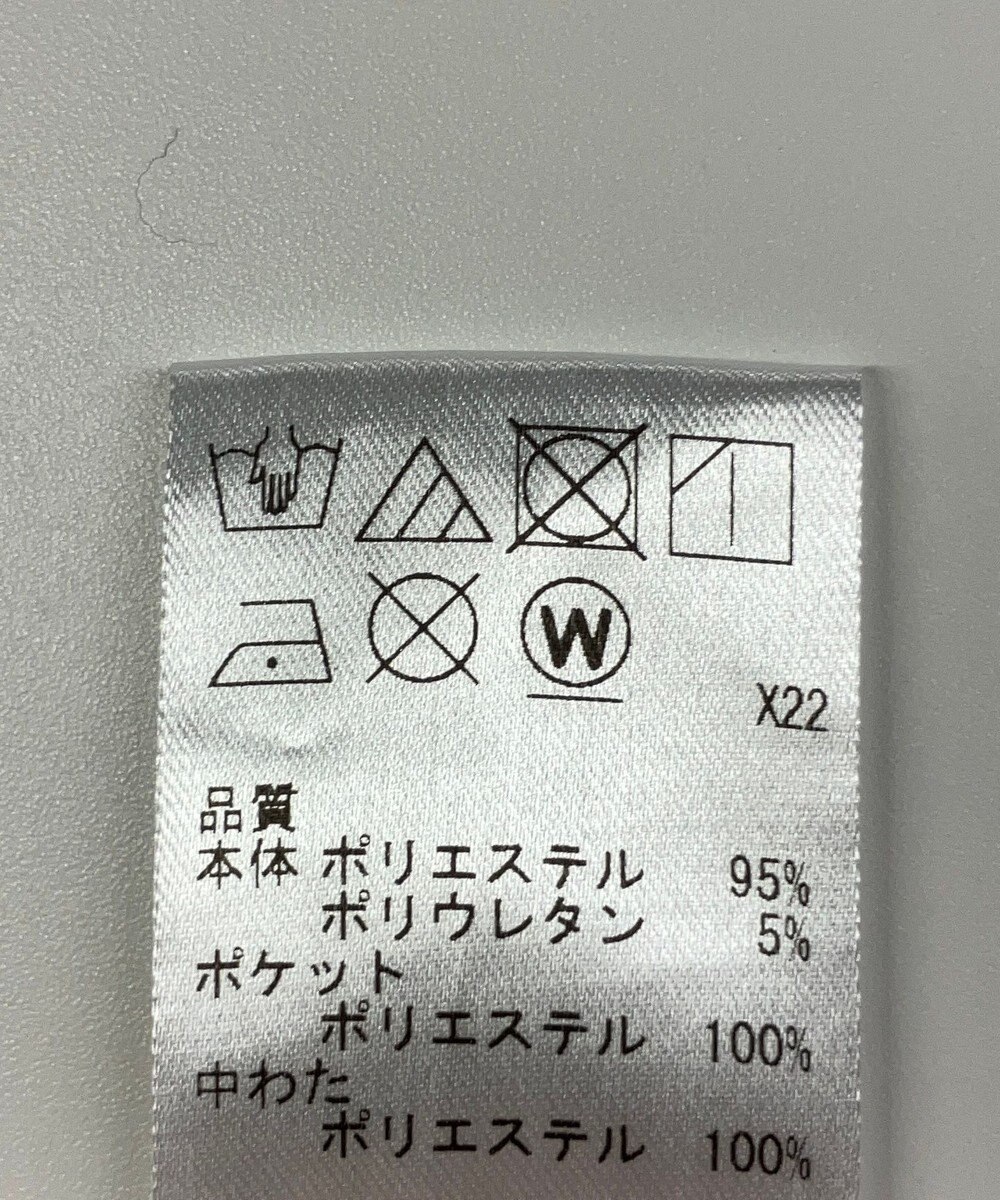 W
X22
品質
本体 ポリエステル 95%
ポリウレタン 5%
ポケット
ポリエステル 100%
中わた
ポリエステル 100%